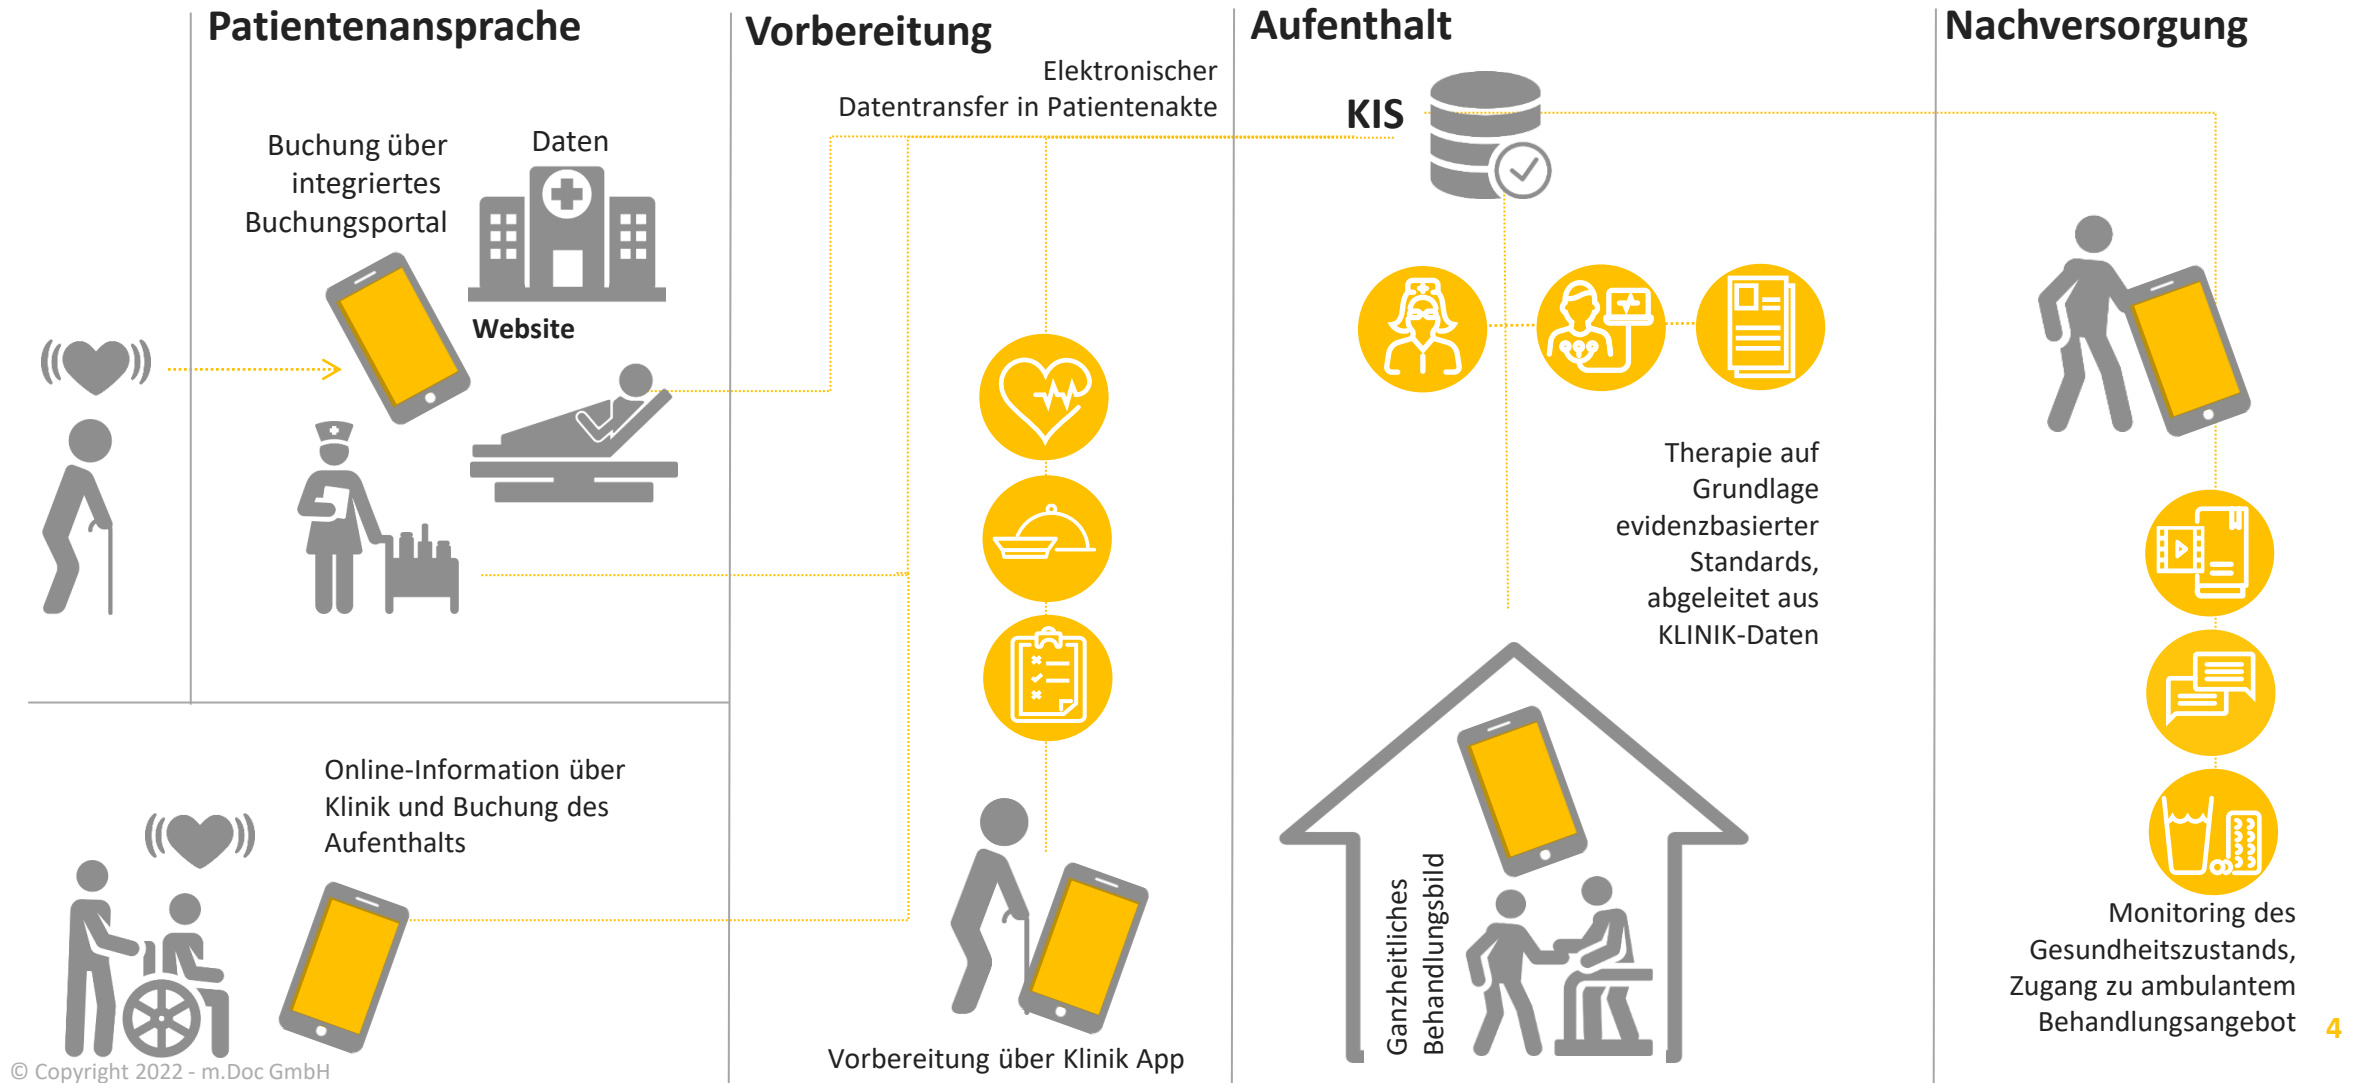 Patientenansprache
Vorbereitung
Aufenthalt
Nachversorgung
Buchung über
integriertes
Buchungsportal
Daten
Website
Online-Information über
Klinik und Buchung des
Aufenthalts
Elektronischer
Datentransfer in Patientenakte
Vorbereitung über Klinik App
KIS
Therapie auf
Grundlage
evidenzbasierter
Standards,
abgeleitet aus
KLINIK-Daten
Ganzheitliches
Behandlungsbild
Monitoring des
Gesundheitszustands,
Zugang zu ambulantem
Behandlungsangebot
4
© Copyright 2022 - m.Doc GmbH